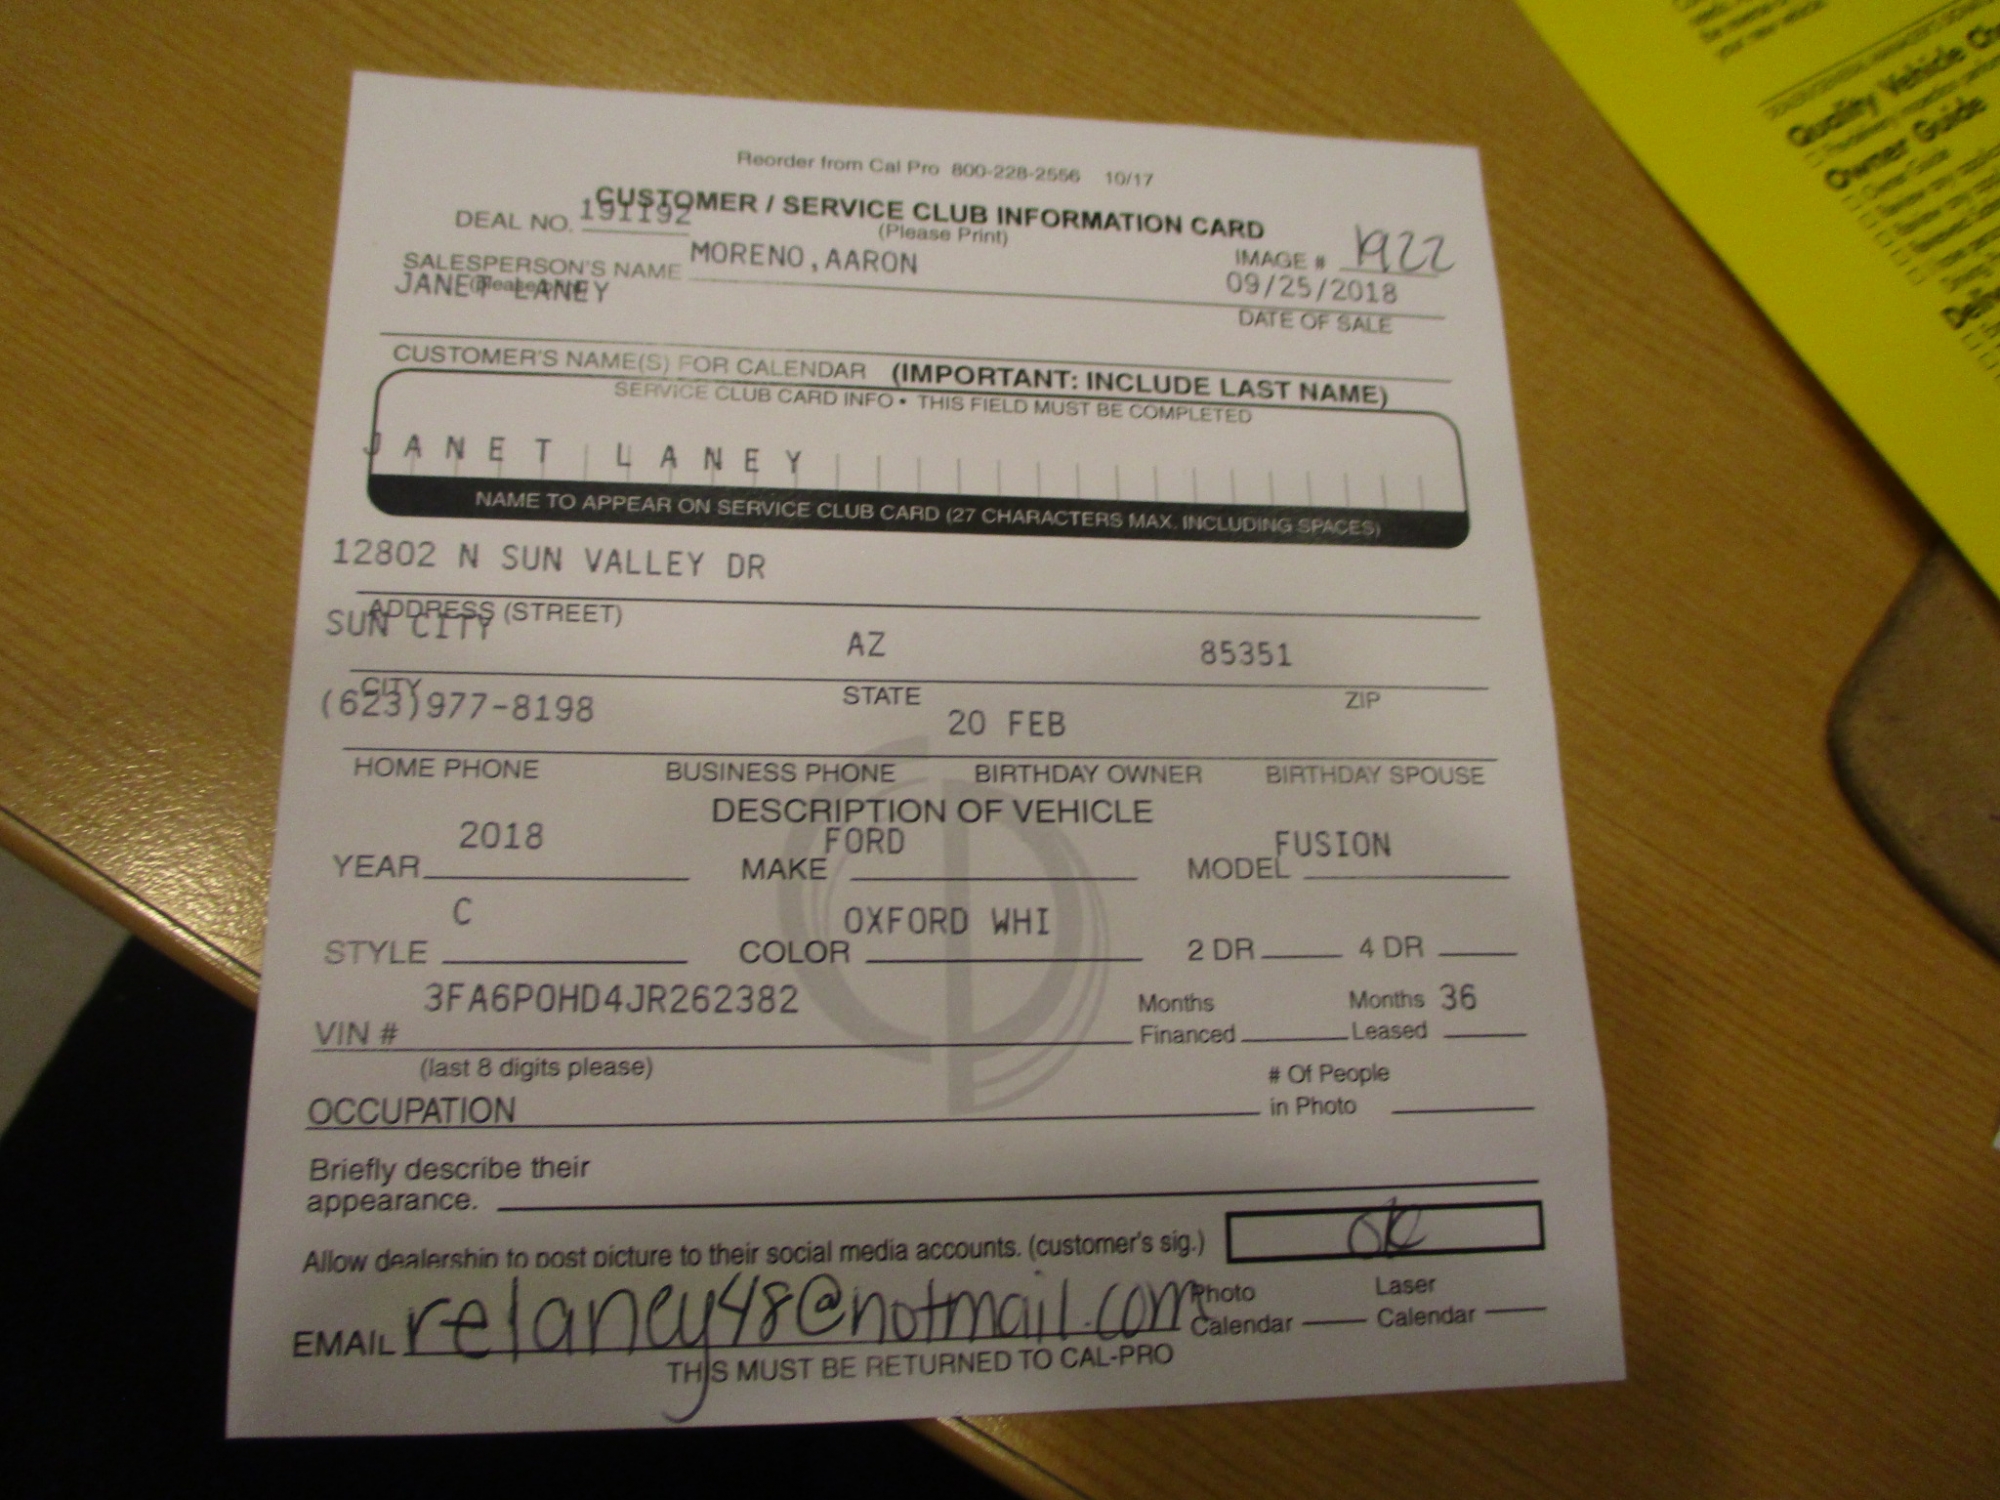 Reorder from Cal Pro 800-228-2556 10/17
CUSTOMER / SERVICE CLUB INFORMATION CARD
(Please Print)
DEAL NO. 191192
IMAGE # 1922
SALESPERSON'S NAME MORENO, AARON
(please print)
09/25/2018
DATE OF SALE
JANET LANEY
CUSTOMER'S NAME(S) FOR CALENDAR (IMPORTANT: INCLUDE LAST NAME)
SERVICE CLUB CARD INFO • THIS FIELD MUST BE COMPLETED
JANET LANEY
NAME TO APPEAR ON SERVICE CLUB CARD (27 CHARACTERS MAX. INCLUDING SPACES)
12802 N SUN VALLEY DR
ADDRESS (STREET)
SUN CITY AZ 85351
CITY STATE ZIP
(623)977-8198 20 FEB
HOME PHONE BUSINESS PHONE BIRTHDAY OWNER BIRTHDAY SPOUSE
DESCRIPTION OF VEHICLE
YEAR 2018 MAKE FORD MODEL FUSION
STYLE C COLOR OXFORD WHI 2 DR 4 DR
VIN # 3FA6P0HD4JR262382 Months Financed Months Leased 36
(last 8 digits please)
OCCUPATION # Of People in Photo
Briefly describe their
appearance.
Allow dealership to post picture to their social media accounts. (customer's sig.) ok
EMAIL relaney48@hotmail.com Photo Calendar Laser Calendar
THIS MUST BE RETURNED TO CAL-PRO
Quality Vehicle
Owner Guide